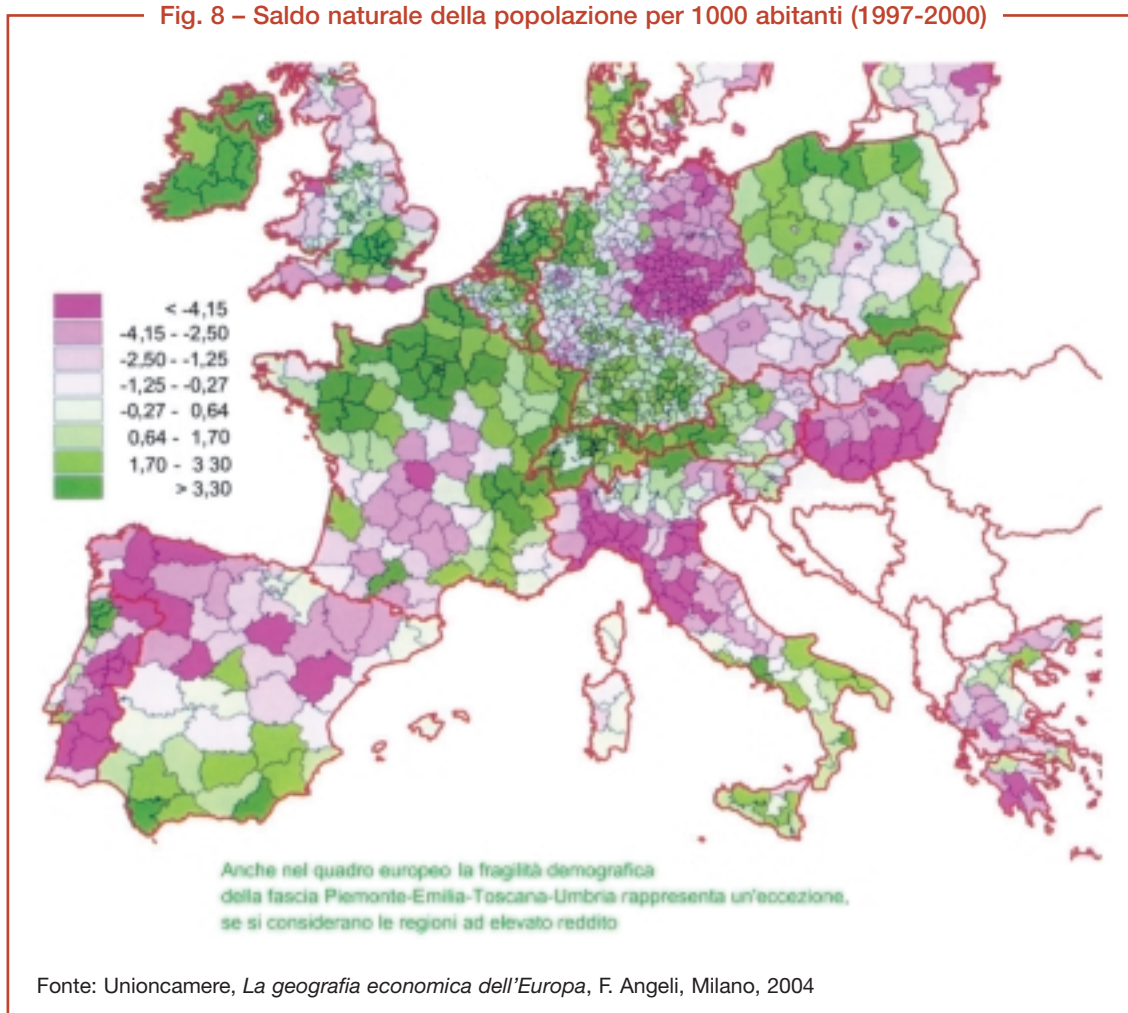 Fig. 8 – Saldo naturale della popolazione per 1000 abitanti (1997-2000)
< -4,15
-4,15 - -2,50
-2,50 - -1,25
-1,25 - -0,27
-0,27 - 0,64
0,64 - 1,70
1,70 - 3 30
> 3,30
Anche nel quadro europeo la fragilità demografica
della fascia Piemonte-Emilia-Toscana-Umbria rappresenta un'eccezione,
se si considerano le regioni ad elevato reddito
Fonte: Unioncamere, La geografia economica dell'Europa, F. Angeli, Milano, 2004